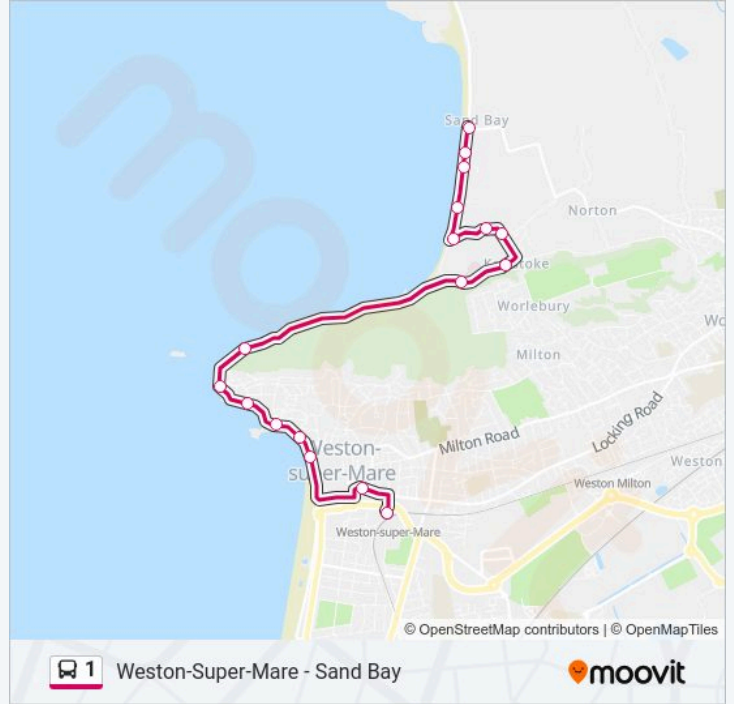 Sand Bay
Norton
Kewstoke
Worlebury
Wo
Milton
Locking Road
Milton Road
Weston-
super-Mare
Weston
Weston Milton
Weston-super-Mare
© OpenStreetMap contributors | © OpenMapTiles
1 Weston-Super-Mare - Sand Bay
moovit